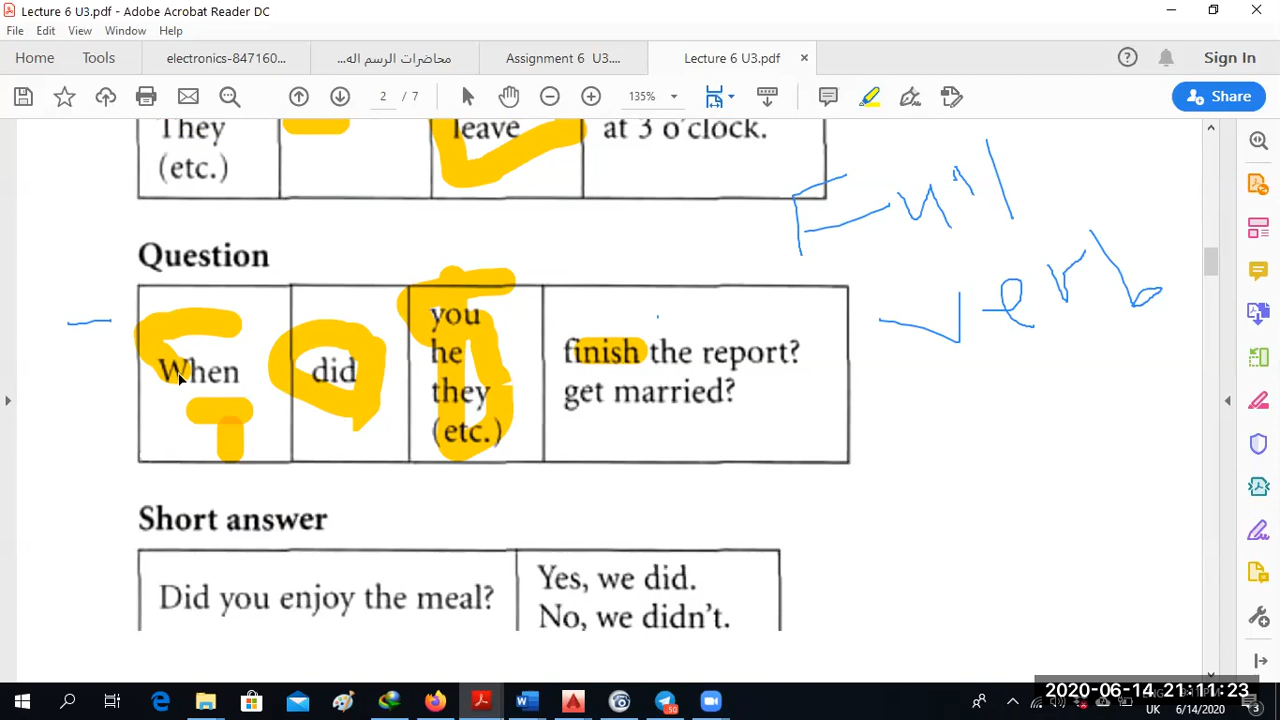 Lecture 6 U3.pdf - Adobe Acrobat Reader DC
File Edit View Window Help
Home Tools electronics-847160... محاضرات الرسم اله... Assignment 6 U3.... Lecture 6 U3.pdf Sign In
2 / 7 135% Share
They leave at 3 o'clock.
(etc.)
Full
Verb
Question
When did you finish the report?
he get married?
they
(etc.)
Short answer
Did you enjoy the meal? Yes, we did.
No, we didn't.
2020-06-14 21:11:23
UK 6/14/2020